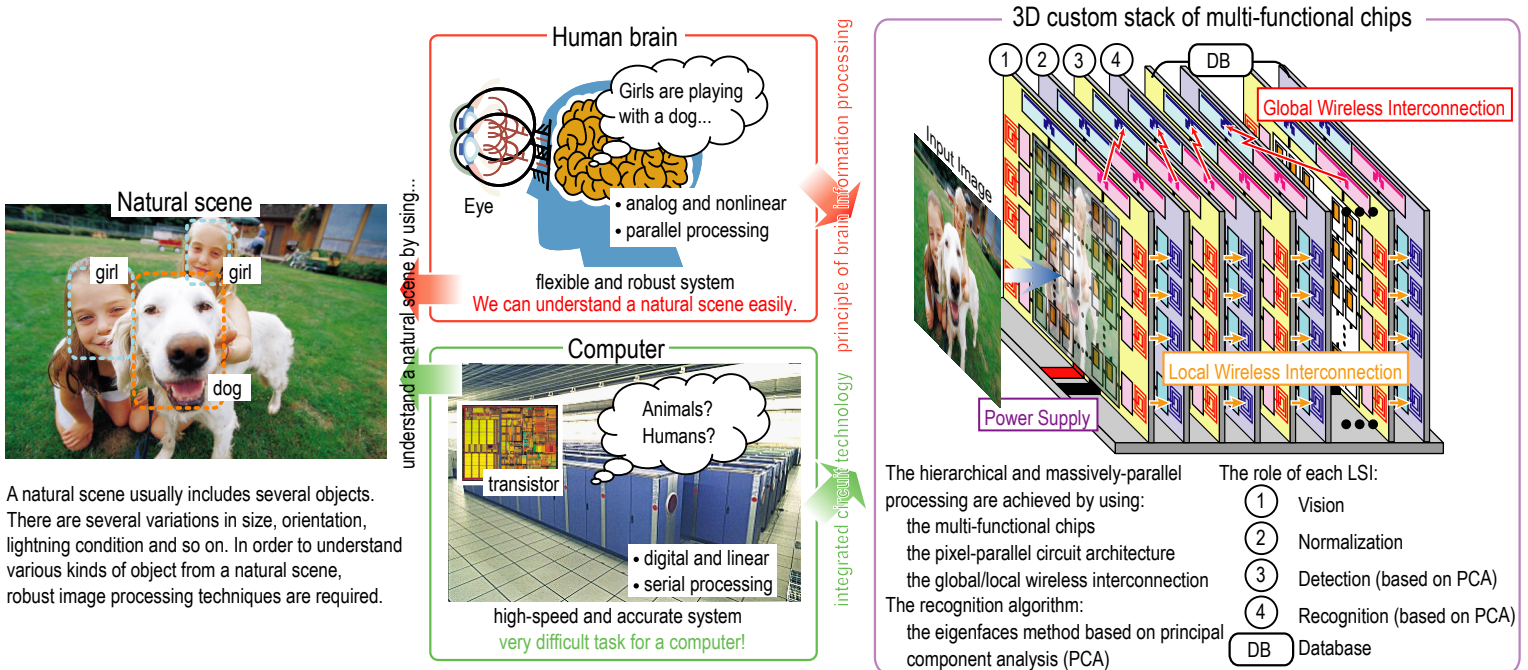 Natural scene
girl
girl
dog
A natural scene usually includes several objects.
There are several variations in size, orientation,
lightning condition and so on. In order to understand
various kinds of object from a natural scene,
robust image processing techniques are required.
understand a natural scene by using...
Human brain
Girls are playing
with a dog...
Eye
• analog and nonlinear
• parallel processing
flexible and robust system
We can understand a natural scene easily.
Computer
Animals?
Humans?
transistor
• digital and linear
• serial processing
high-speed and accurate system
very difficult task for a computer!
principle of brain information processing
integrated circuit technology
3D custom stack of multi-functional chips
1 2 3 4
DB
Global Wireless Interconnection
Input Image
Local Wireless Interconnection
Power Supply
The hierarchical and massively-parallel
processing are achieved by using:
the multi-functional chips
the pixel-parallel circuit architecture
the global/local wireless interconnection
The recognition algorithm:
the eigenfaces method based on principal
component analysis (PCA)
The role of each LSI:
1 Vision
2 Normalization
3 Detection (based on PCA)
4 Recognition (based on PCA)
DB Database